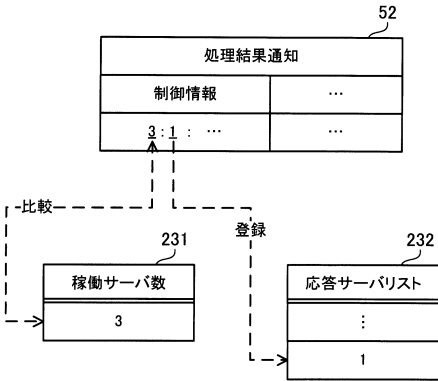 52
処理結果通知
制御情報
…
3:1: …
…
比較
登録
231
稼働サーバ数
3
232
応答サーバリスト
⋮
1